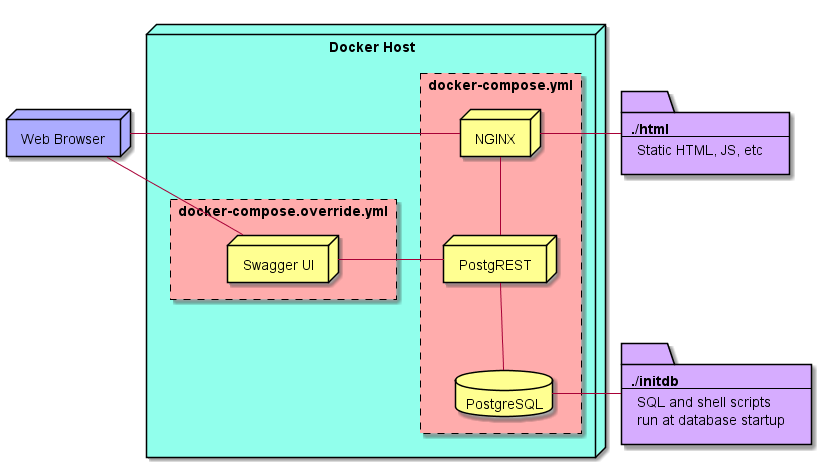 Docker Host
docker-compose.yml
Web Browser
NGINX
./html
Static HTML, JS, etc
docker-compose.override.yml
Swagger UI
PostgREST
./initdb
PostgreSQL
SQL and shell scripts
run at database startup